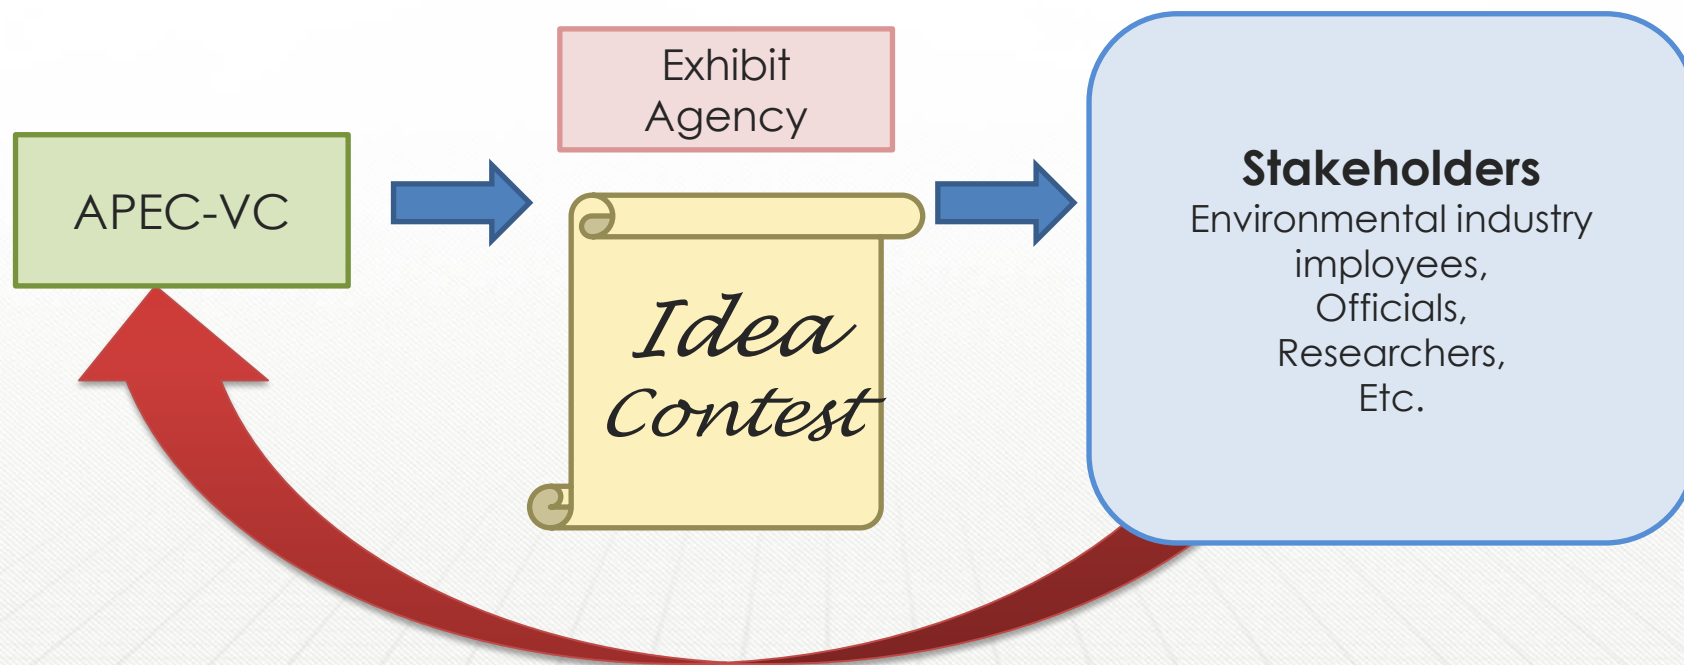 APEC-VC
Exhibit
Agency
Idea
Contest
Stakeholders
Environmental industry
imployees,
Officials,
Researchers,
Etc.